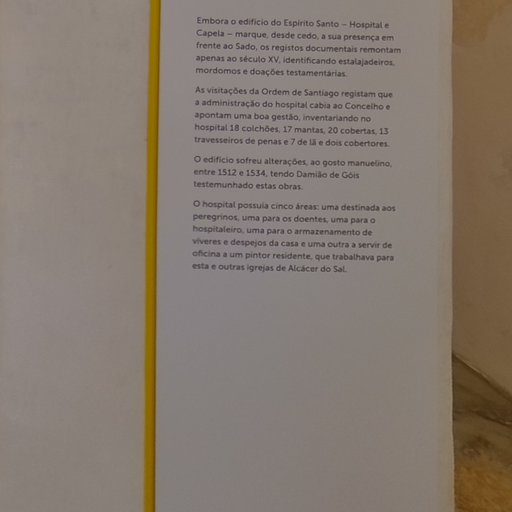 Embora o edifício do Espírito Santo – Hospital e
Capela – marque, desde cedo, a sua presença em
frente ao Sado, os registos documentais remontam
apenas ao século XV, identificando estalajadeiros,
mordomos e doações testamentárias.
As visitações da Ordem de Santiago registam que
a administração do hospital cabia ao Concelho e
apontam uma boa gestão, inventariando no
hospital 18 colchões, 17 mantas, 20 cobertas, 13
travesseiros de penas e 7 de lã e dois cobertores.
O edifício sofreu alterações, ao gosto manuelino,
entre 1512 e 1534, tendo Damião de Góis
testemunhado estas obras.
O hospital possuía cinco áreas: uma destinada aos
peregrinos, uma para os doentes, uma para o
hospitaleiro, uma para o armazenamento de
víveres e despejos da casa e uma outra a servir de
oficina a um pintor residente, que trabalhava para
esta e outras igrejas de Alcácer do Sal.